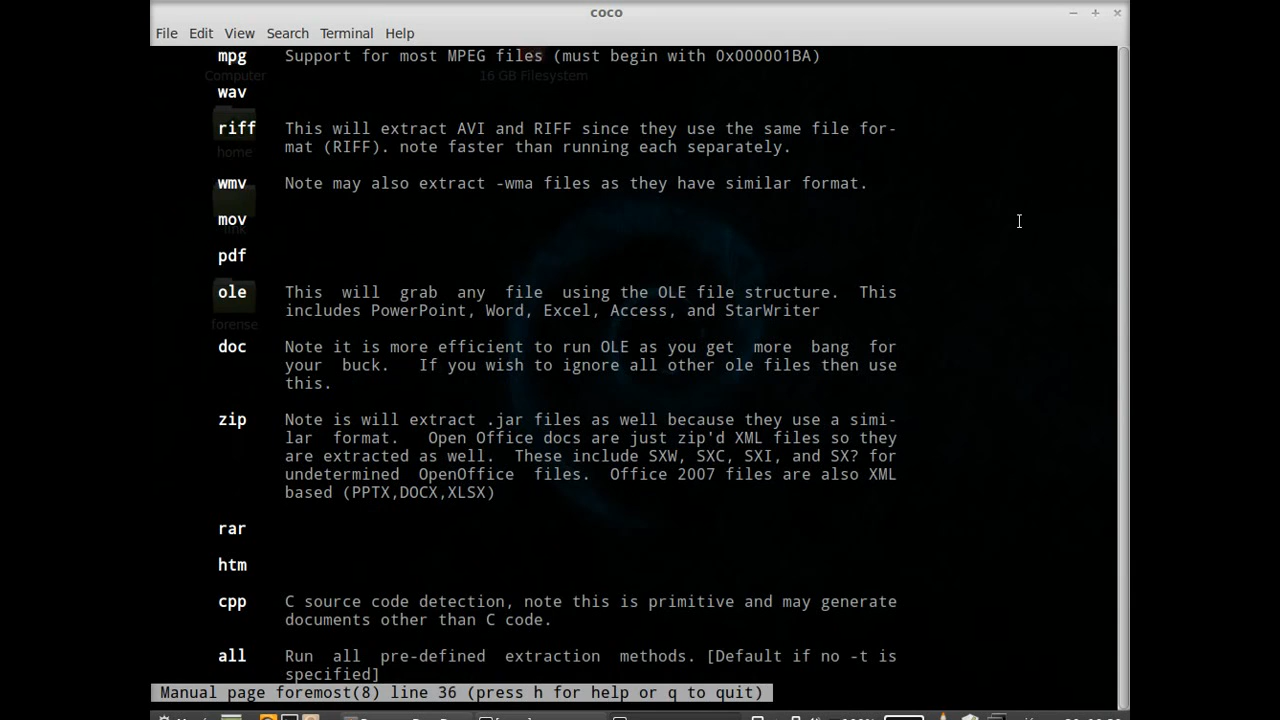 coco
File Edit View Search Terminal Help
mpg Support for most MPEG files (must begin with 0x000001BA)
Computer 16 GB Filesystem
wav
riff This will extract AVI and RIFF since they use the same file for-
mat (RIFF). note faster than running each separately.
home
wmv Note may also extract -wma files as they have similar format.
mov
pdf
ole This will grab any file using the OLE file structure. This
includes PowerPoint, Word, Excel, Access, and StarWriter
forense
doc Note it is more efficient to run OLE as you get more bang for
your buck. If you wish to ignore all other ole files then use
this.
zip Note is will extract .jar files as well because they use a simi-
lar format. Open Office docs are just zip'd XML files so they
are extracted as well. These include SXW, SXC, SXI, and SX? for
undetermined OpenOffice files. Office 2007 files are also XML
based (PPTX,DOCX,XLSX)
rar
htm
cpp C source code detection, note this is primitive and may generate
documents other than C code.
all Run all pre-defined extraction methods. [Default if no -t is
specified]
Manual page foremost(8) line 36 (press h for help or q to quit)